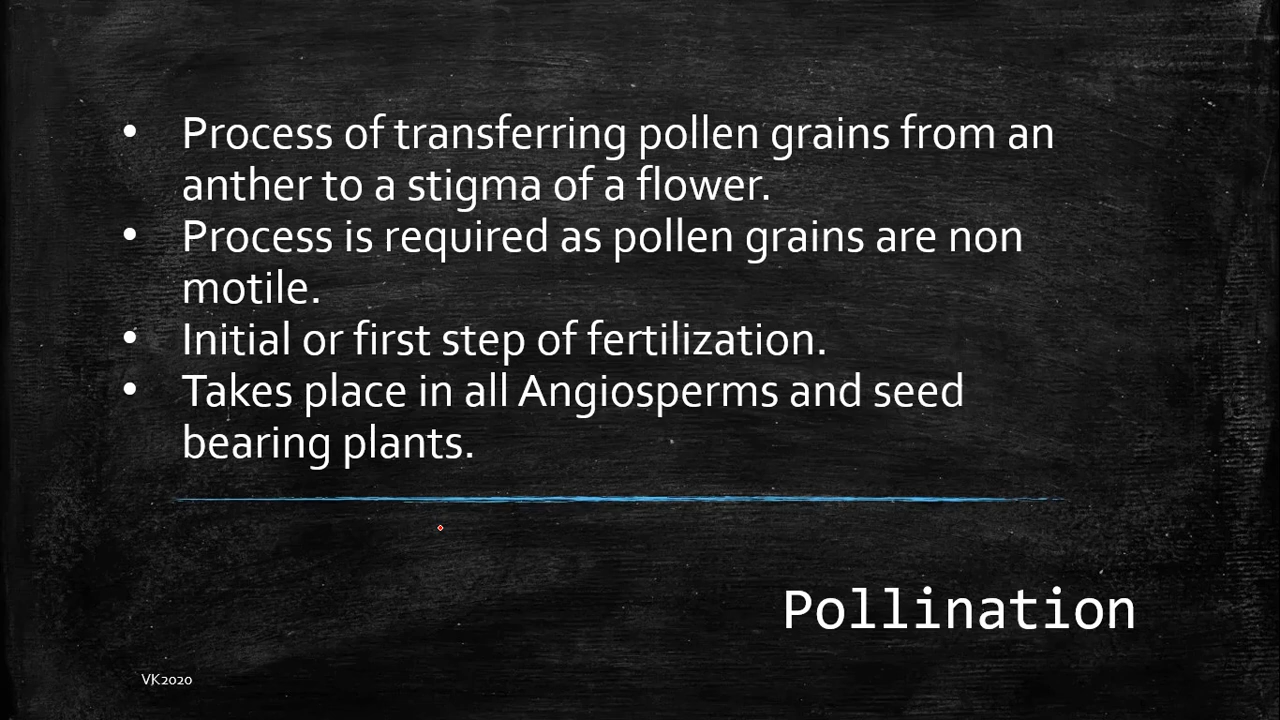 • Process of transferring pollen grains from an
anther to a stigma of a flower.
• Process is required as pollen grains are non
motile.
• Initial or first step of fertilization.
• Takes place in all Angiosperms and seed
bearing plants.
Pollination
VK2020